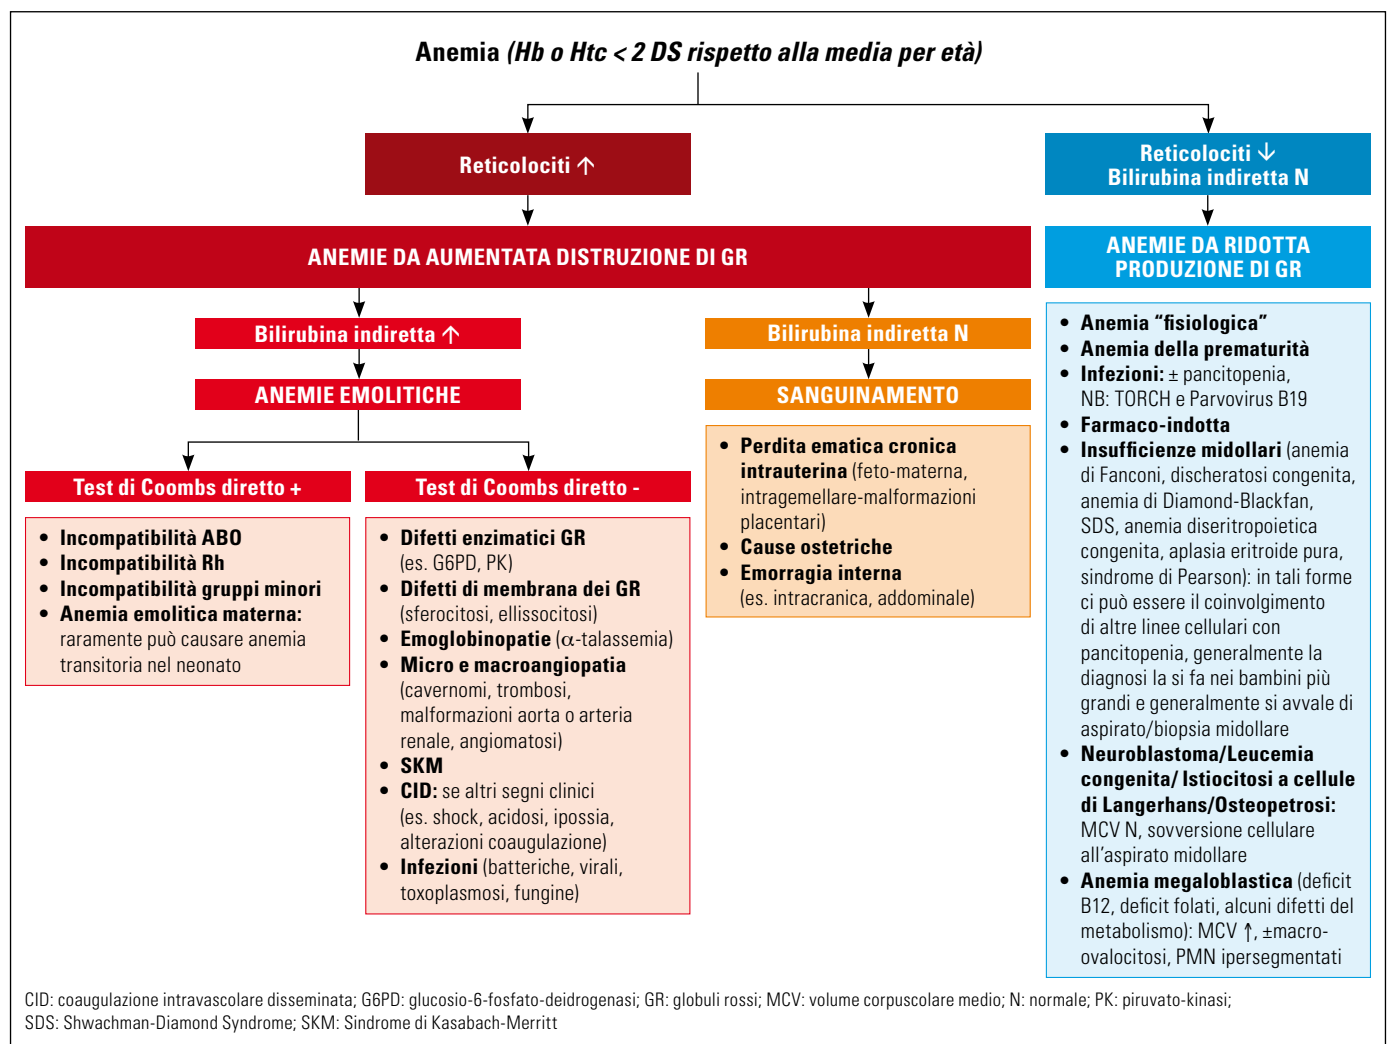 Anemia (Hb o Htc < 2 DS rispetto alla media per età)
Reticolociti ↑
Reticolociti ↓
Bilirubina indiretta N
ANEMIE DA AUMENTATA DISTRUZIONE DI GR
ANEMIE DA RIDOTTA
PRODUZIONE DI GR
Bilirubina indiretta ↑
Bilirubina indiretta N
ANEMIE EMOLITICHE
SANGUINAMENTO
Test di Coombs diretto +
Test di Coombs diretto -
• Incompatibilità ABO
• Incompatibilità Rh
• Incompatibilità gruppi minori
• Anemia emolitica materna:
raramente può causare anemia
transitoria nel neonato
• Difetti enzimatici GR
(es. G6PD, PK)
• Difetti di membrana dei GR
(sferocitosi, ellissocitosi)
• Emoglobinopatie (α-talassemia)
• Micro e macroangiopatia
(cavernomi, trombosi,
malformazioni aorta o arteria
renale, angiomatosi)
• SKM
• CID: se altri segni clinici
(es. shock, acidosi, ipossia,
alterazioni coaugulazione)
• Infezioni (batteriche, virali,
toxoplasmosi, fungine)
• Perdita ematica cronica
intrauterina (feto-materna,
intragemellare-malformazioni
placentari)
• Cause ostetriche
• Emorragia interna
(es. intracranica, addominale)
• Anemia “fisiologica”
• Anemia della prematurità
• Infezioni: ± pancitopenia,
NB: TORCH e Parvovirus B19
• Farmaco-indotta
• Insufficienze midollari (anemia
di Fanconi, discheratosi congenita,
anemia di Diamond-Blackfan,
SDS, anemia diseritropoietica
congenita, aplasia eritroide pura,
sindrome di Pearson): in tali forme
ci può essere il coinvolgimento
di altre linee cellulari con
pancitopenia, generalmente la
diagnosi la si fa nei bambini più
grandi e generalmente si avvale di
aspirato/biopsia midollare
• Neuroblastoma/Leucemia
congenita/ Istiocitosi a cellule
di Langerhans/Osteopetrosi:
MCV N, sovversione cellulare
all’aspirato midollare
• Anemia megaloblastica (deficit
B12, deficit folati, alcuni difetti del
metabolismo): MCV ↑, ±macro-
ovalocitosi, PMN ipersegmentati
CID: coaugulazione intravascolare disseminata; G6PD: glucosio-6-fosfato-deidrogenasi; GR: globuli rossi; MCV: volume corpuscolare medio; N: normale; PK: piruvato-kinasi;
SDS: Shwachman-Diamond Syndrome; SKM: Sindrome di Kasabach-Merritt